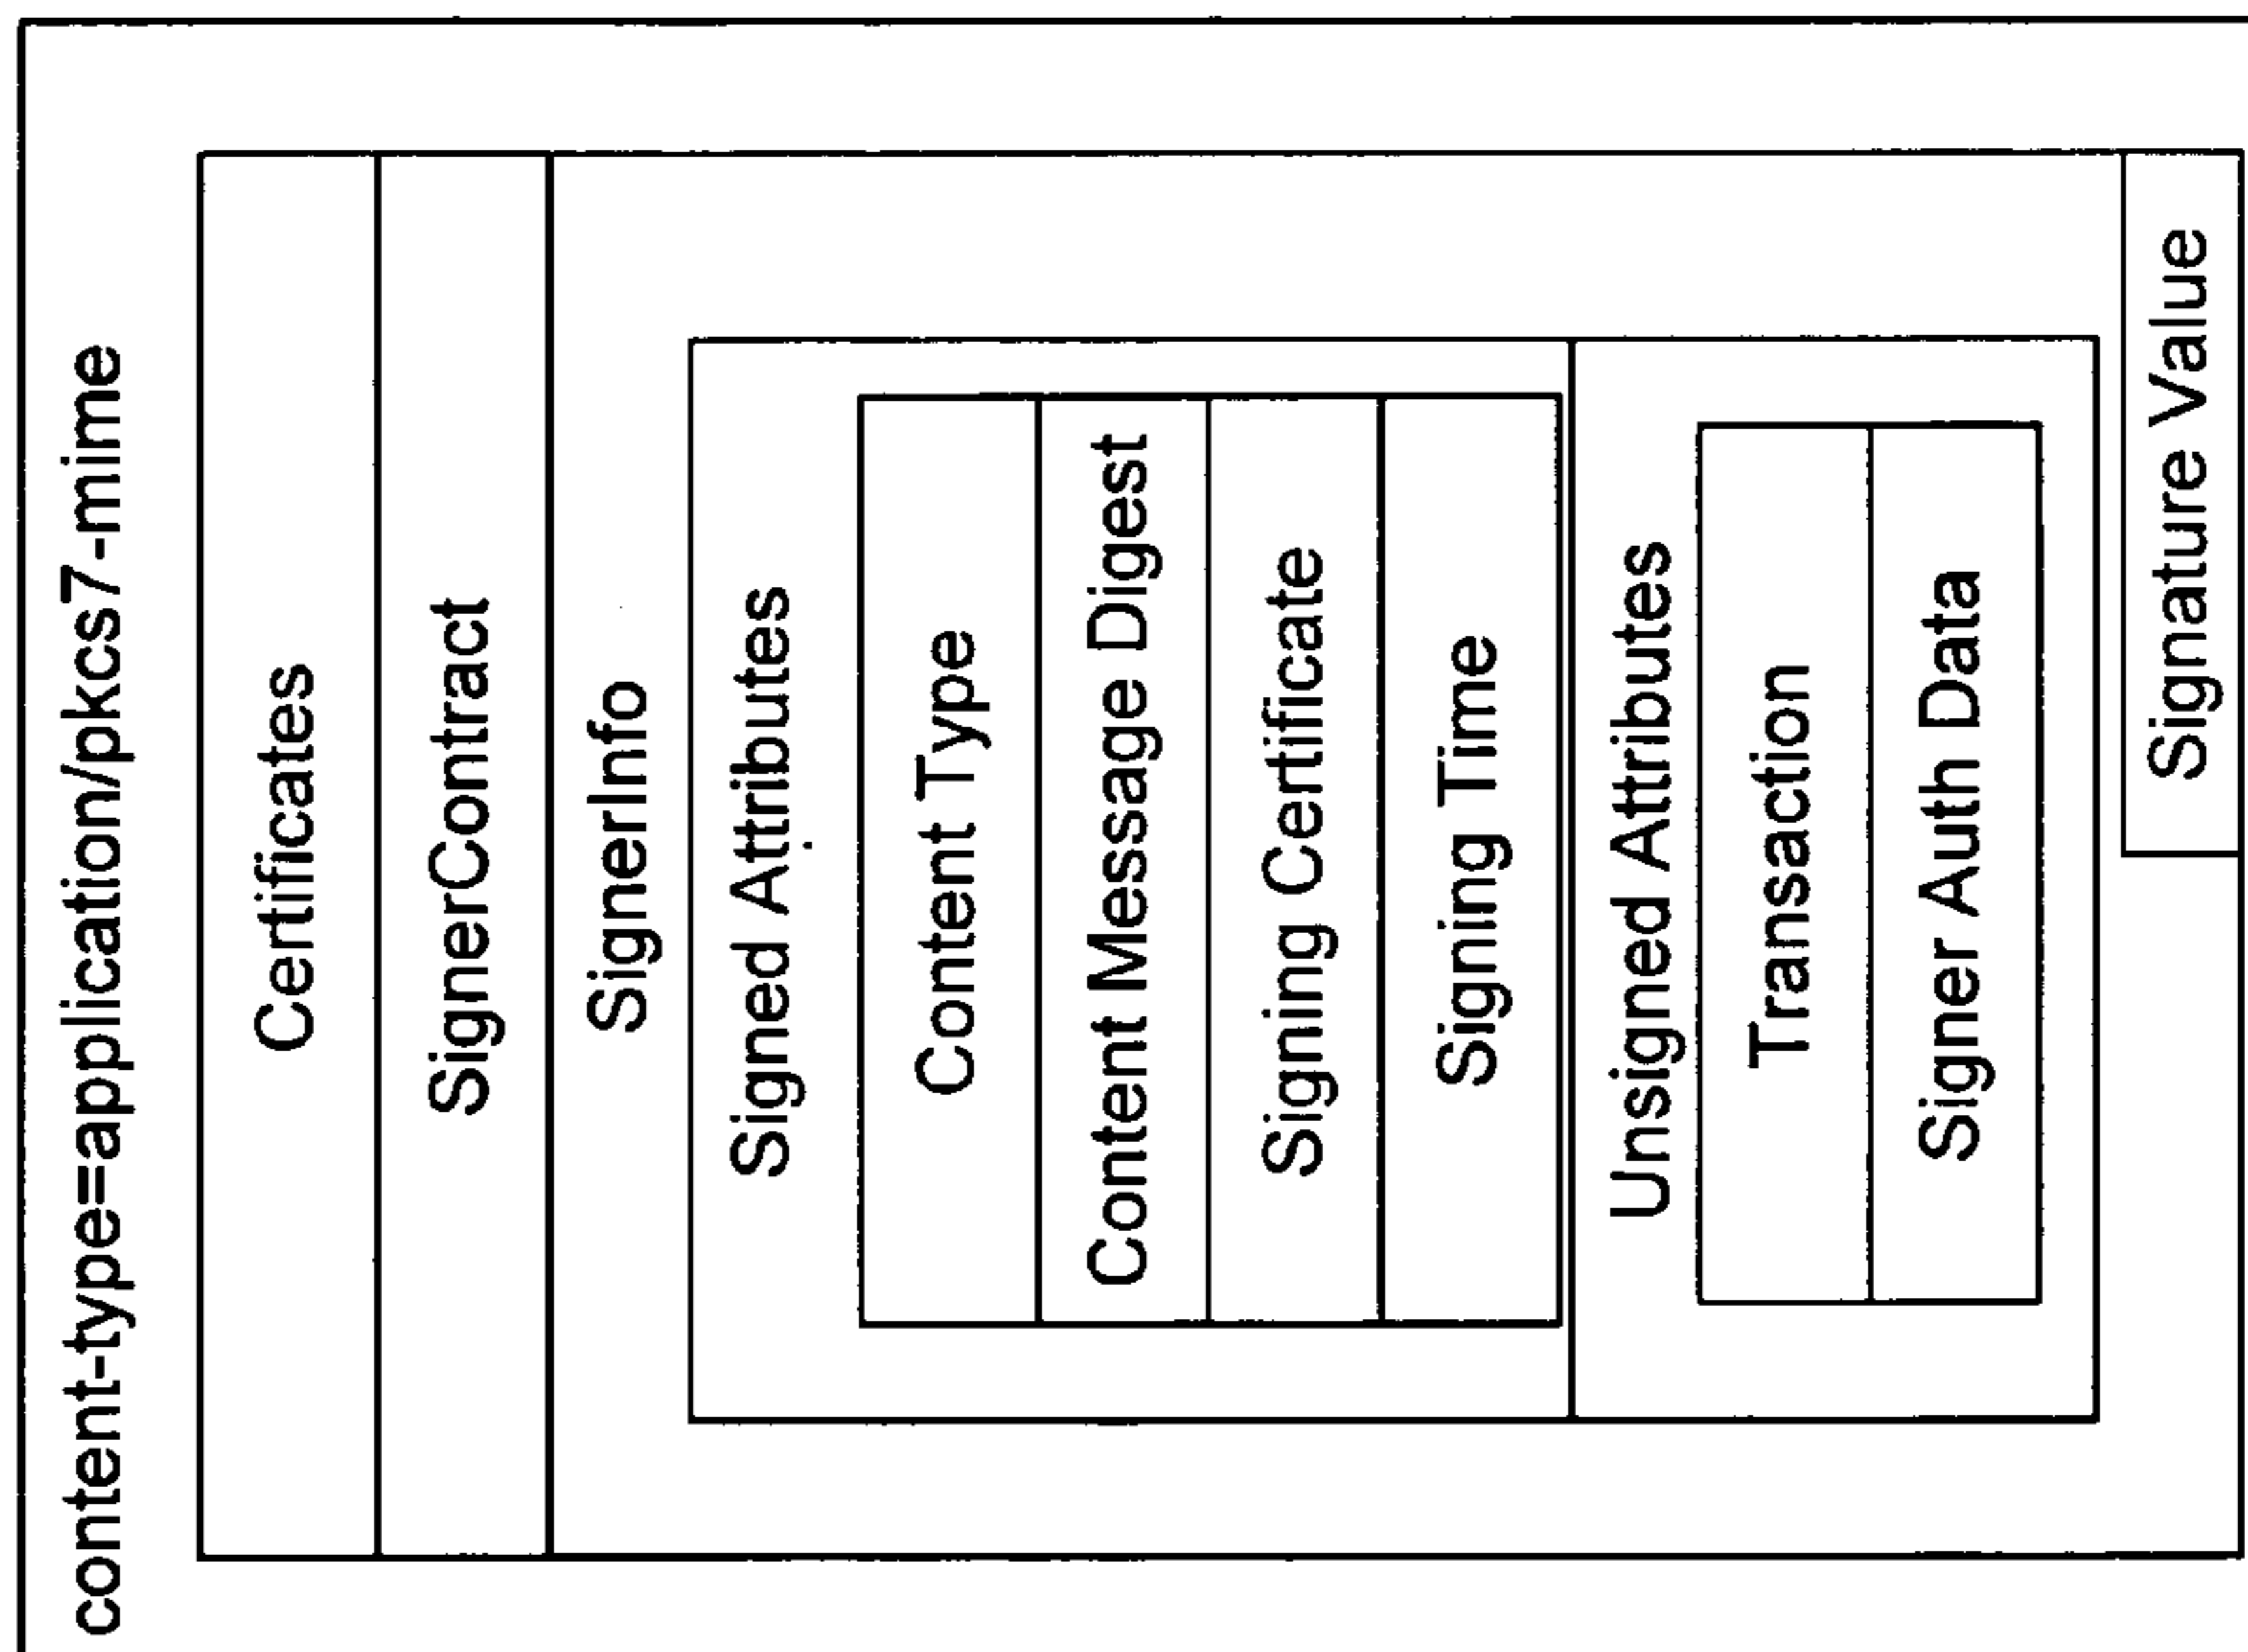 content-type=application/pkcs7-mime
Certificates
SignerContract
SignerInfo
Signed Attributes
Content Type
Content Message Digest
Signing Certificate
Signing Time
Unsigned Attributes
Transaction
Signer Auth Data
Signature Value